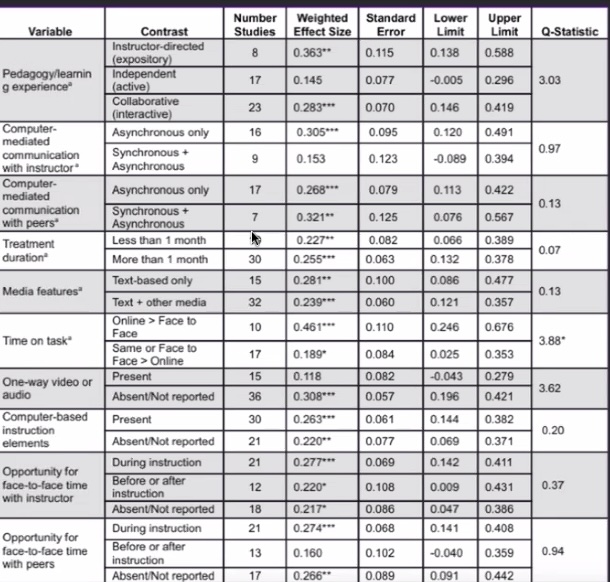 Variable Contrast Number Studies Weighted Effect Size Standard Error Lower Limit Upper Limit Q-Statistic
Pedagogy/learning experienceᵃ
Instructor-directed (expository) 8 0.363** 0.115 0.138 0.588 3.03
Independent (active) 17 0.145 0.077 -0.005 0.296
Collaborative (interactive) 23 0.283*** 0.070 0.146 0.419
Computer-mediated communication with instructorᵃ
Asynchronous only 16 0.305*** 0.095 0.120 0.491 0.97
Synchronous + Asynchronous 9 0.153 0.123 -0.089 0.394
Computer-mediated communication with peersᵃ
Asynchronous only 17 0.268*** 0.079 0.113 0.422 0.13
Synchronous + Asynchronous 7 0.321** 0.125 0.076 0.567
Treatment durationᵃ
Less than 1 month 0.227** 0.082 0.066 0.389 0.07
More than 1 month 30 0.255*** 0.063 0.132 0.378
Media featuresᵃ
Text-based only 15 0.281** 0.100 0.086 0.477 0.13
Text + other media 32 0.239*** 0.060 0.121 0.357
Time on taskᵃ
Online > Face to Face 10 0.461*** 0.110 0.246 0.676 3.88*
Same or Face to Face > Online 17 0.189* 0.084 0.025 0.353
One-way video or audio
Present 15 0.118 0.082 -0.043 0.279 3.62
Absent/Not reported 36 0.308*** 0.057 0.196 0.421
Computer-based instruction elements
Present 30 0.263*** 0.061 0.144 0.382 0.20
Absent/Not reported 21 0.220** 0.077 0.069 0.371
Opportunity for face-to-face time with instructor
During instruction 21 0.277*** 0.069 0.142 0.411 0.37
Before or after instruction 12 0.220* 0.108 0.009 0.431
Absent/Not reported 18 0.217* 0.086 0.047 0.386
Opportunity for face-to-face time with peers
During instruction 21 0.274*** 0.068 0.141 0.408 0.94
Before or after instruction 13 0.160 0.102 -0.040 0.359
Absent/Not reported 17 0.266** 0.089 0.091 0.442